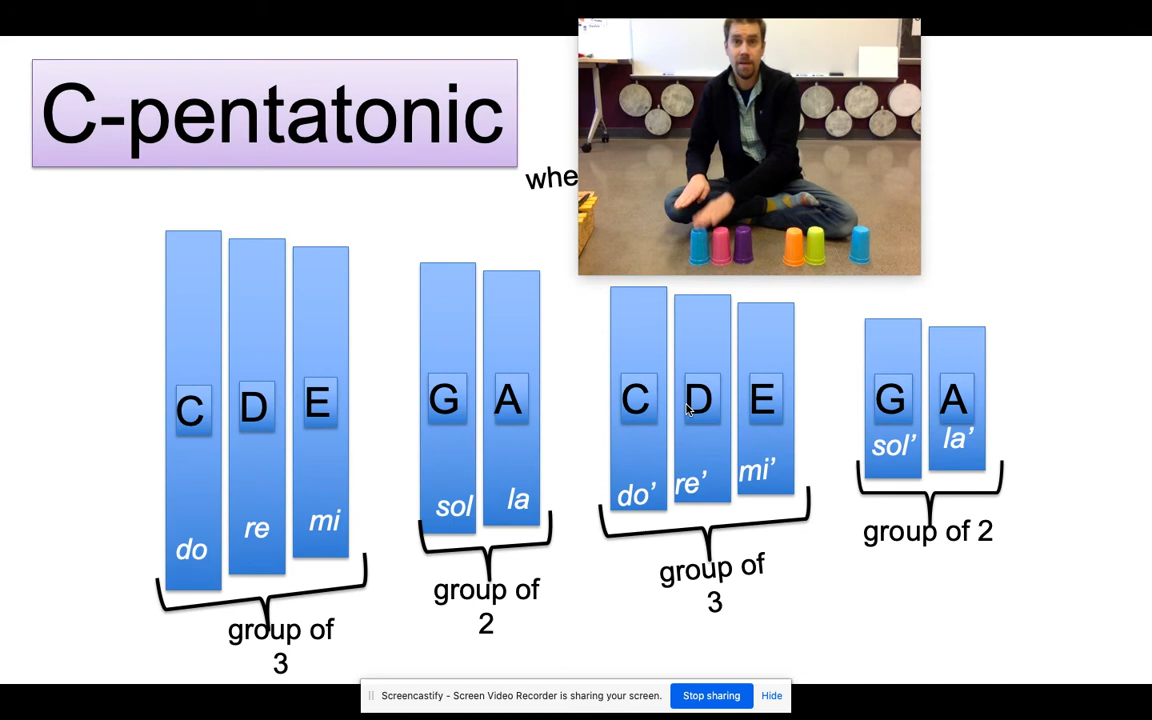 C-pentatonic
whe
C D E G A C D E G A
do re mi sol la do’ re’ mi’ sol’ la’
group of
3
group of
2
group of
3
group of 2
Screencastify - Screen Video Recorder is sharing your screen. Stop sharing Hide